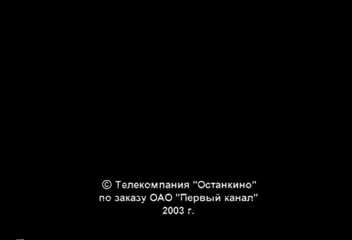 © Телекомпания "Останкино"
по заказу ОАО "Первый канал"
2003 г.